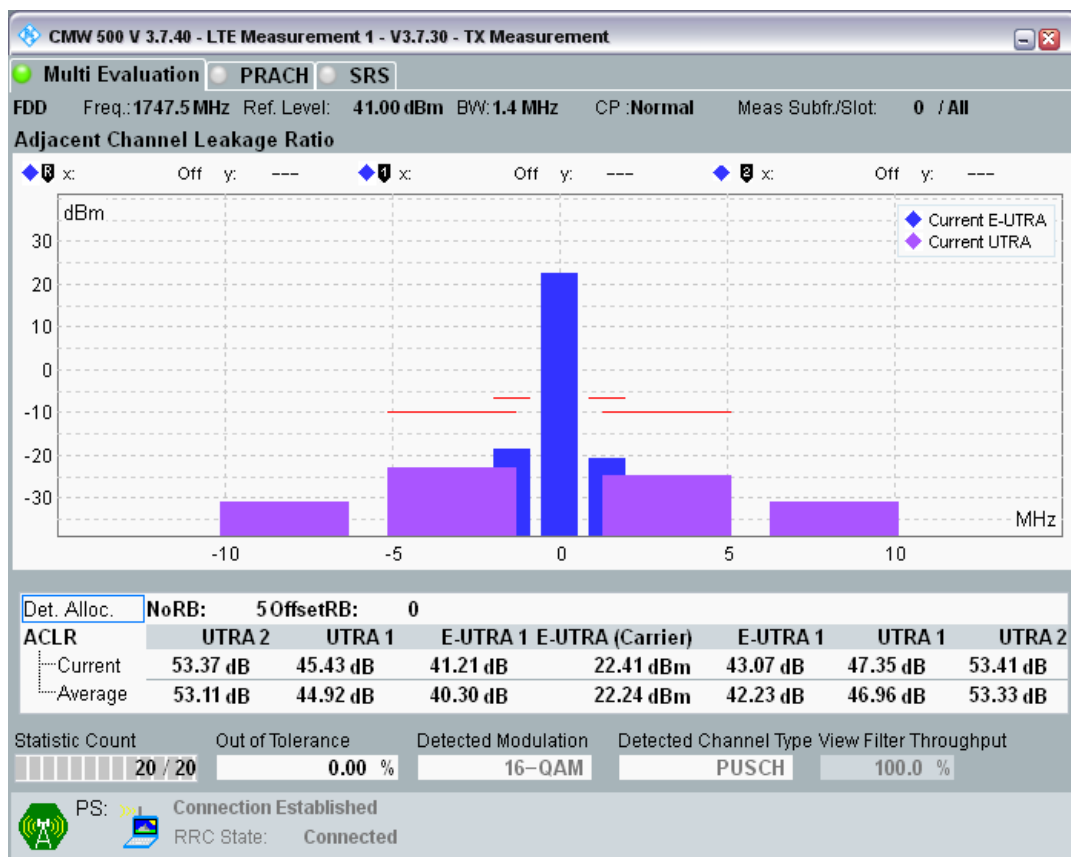 CMW 500 V 3.7.40 - LTE Measurement 1 - V3.7.30 - TX Measurement
Multi Evaluation PRACH SRS
FDD Freq.: 1747.5 MHz Ref. Level: 41.00 dBm BW: 1.4 MHz CP :Normal Meas Subfr./Slot: 0 / All
Adjacent Channel Leakage Ratio
R x: Off y: --- 1 x: Off y: --- 2 x: Off y: ---
dBm
Current E-UTRA
Current UTRA
30
20
10
0
-10
-20
-30
MHz
-10 -5 0 5 10
Det. Alloc. NoRB: 5 OffsetRB: 0
ACLR UTRA 2 UTRA 1 E-UTRA 1 E-UTRA (Carrier) E-UTRA 1 UTRA 1 UTRA 2
Current 53.37 dB 45.43 dB 41.21 dB 22.41 dBm 43.07 dB 47.35 dB 53.41 dB
Average 53.11 dB 44.92 dB 40.30 dB 22.24 dBm 42.23 dB 46.96 dB 53.33 dB
Statistic Count Out of Tolerance Detected Modulation Detected Channel Type View Filter Throughput
20 / 20 0.00 % 16-QAM PUSCH 100.0 %
PS: Connection Established
RRC State: Connected